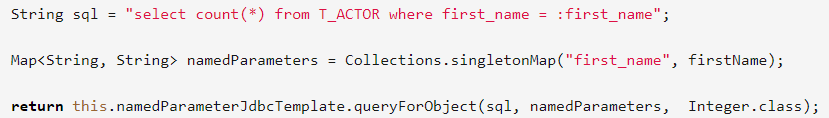 String sql = "select count(*) from T_ACTOR where first_name = :first_name";
Map<String, String> namedParameters = Collections.singletonMap("first_name", firstName);
return this.namedParameterJdbcTemplate.queryForObject(sql, namedParameters,  Integer.class);